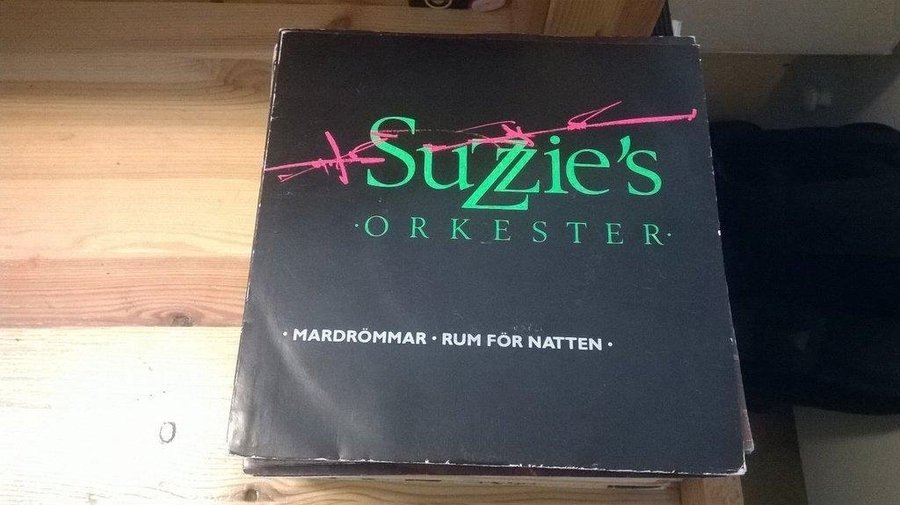 Suzzie's
·ORKESTER·
· MARDRÖMMAR · RUM FÖR NATTEN ·